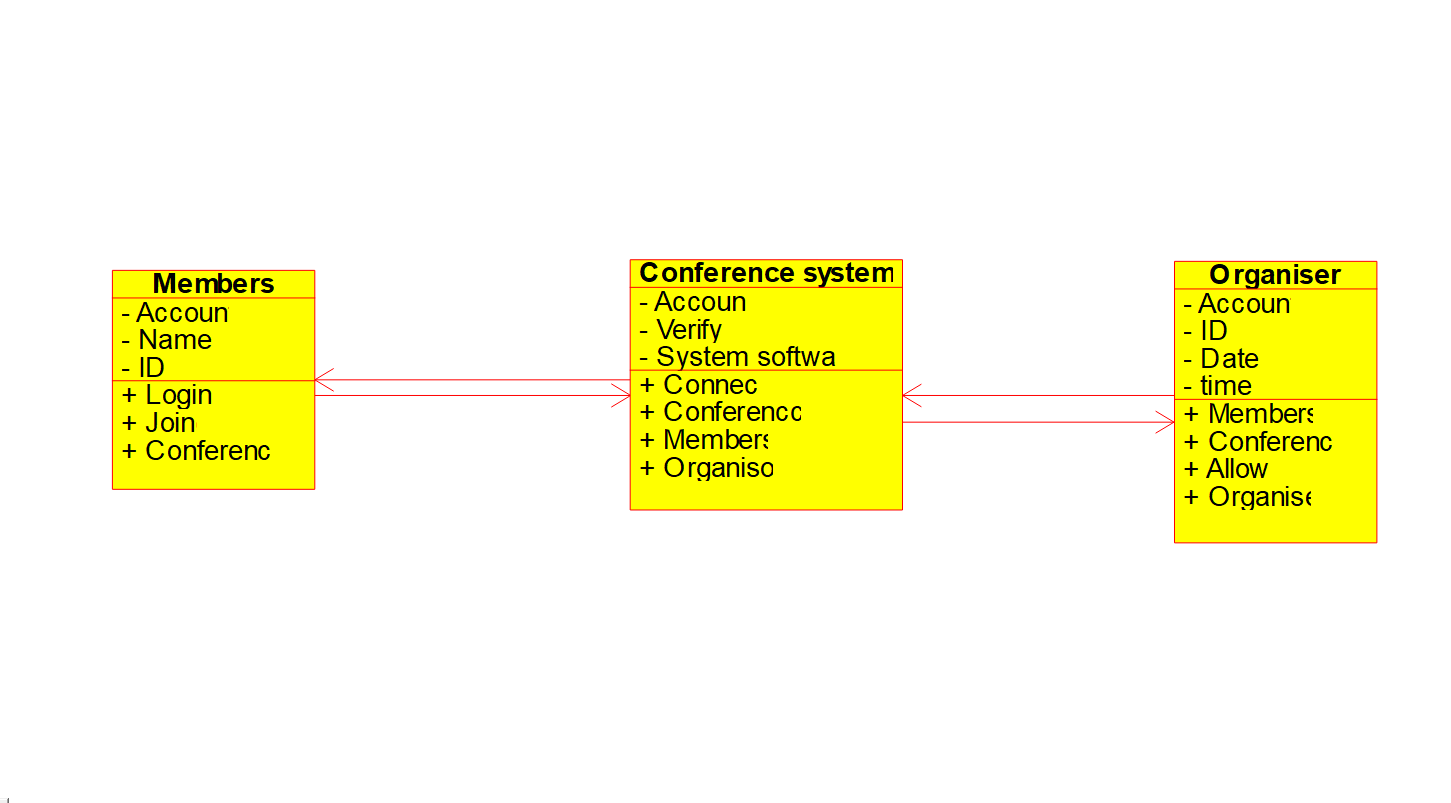 Members
- Accoun
- Name
- ID
+ Login
+ Join
+ Conferenc
Conference system
- Accoun
- Verify
- System softwa
+ Connec
+ Conferencc
+ Members
+ Organiso
Organiser
- Accoun
- ID
- Date
- time
+ Members
+ Conferenc
+ Allow
+ Organise